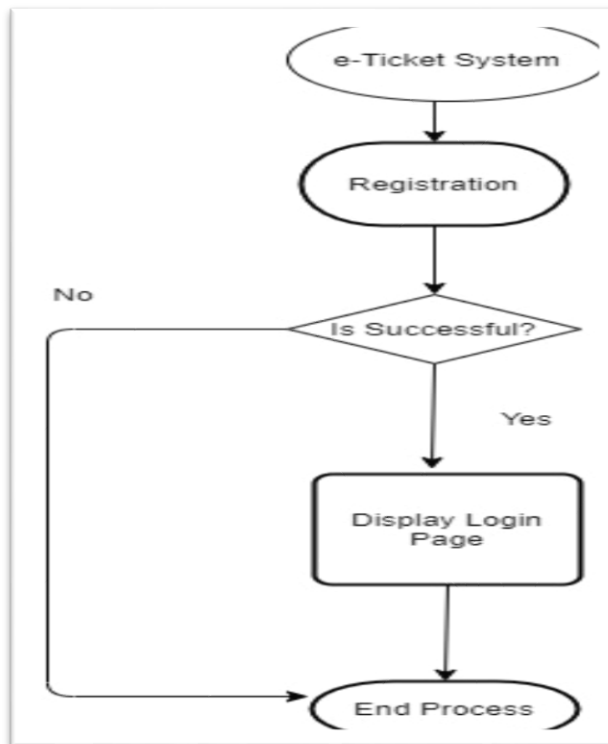 e-Ticket System
Registration
No
Is Successful?
Yes
Display Login
Page
End Process